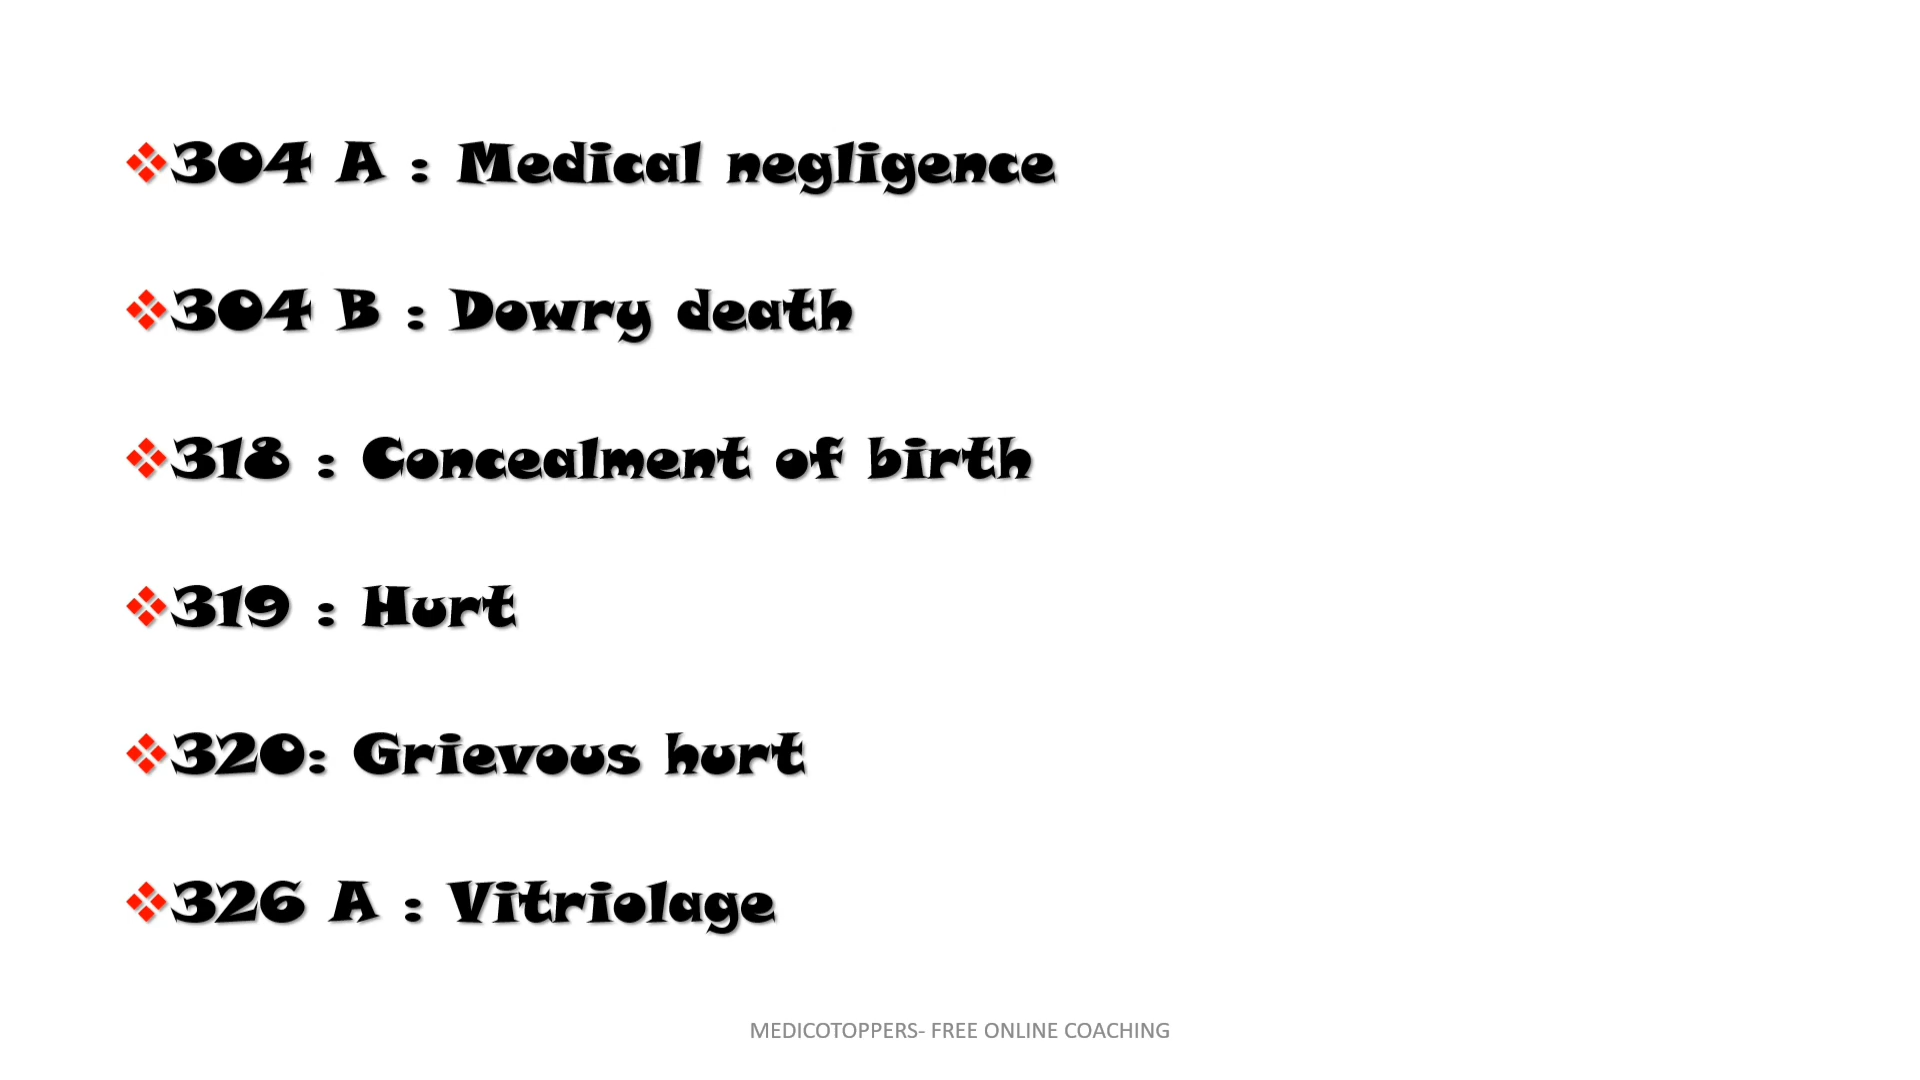 304 A : Medical negligence
304 B : Dowry death
318 : Concealment of birth
319 : Hurt
320: Grievous hurt
326 A : Vitriolage
MEDICOTOPPERS- FREE ONLINE COACHING